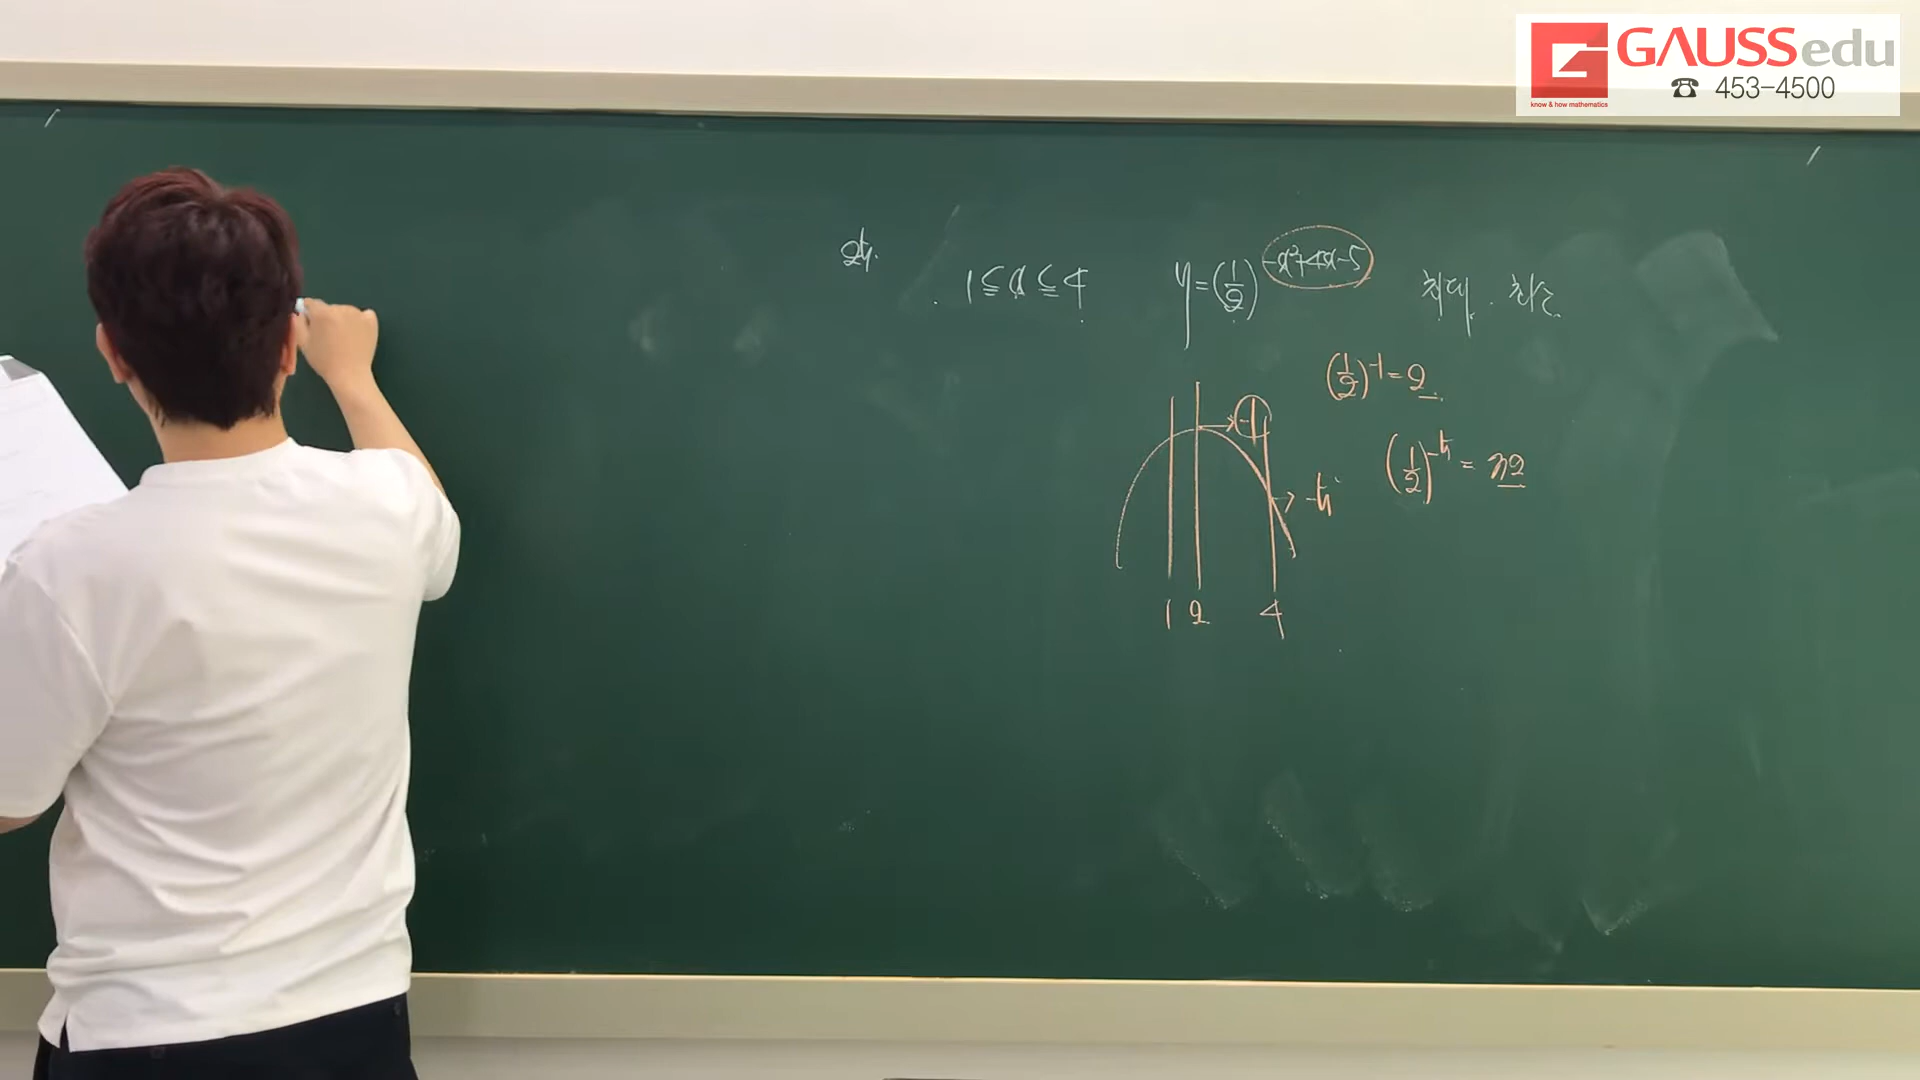 GAUSSedu
know & how mathematics
☎ 453-4500
25.
1 ≦ x ≦ 4 y=(1/2)^(-x²+4x-5) 최대, 최소
(1/2)^-1 = 2
-1
(1/2)^-5 = 32
-5
1 2 4